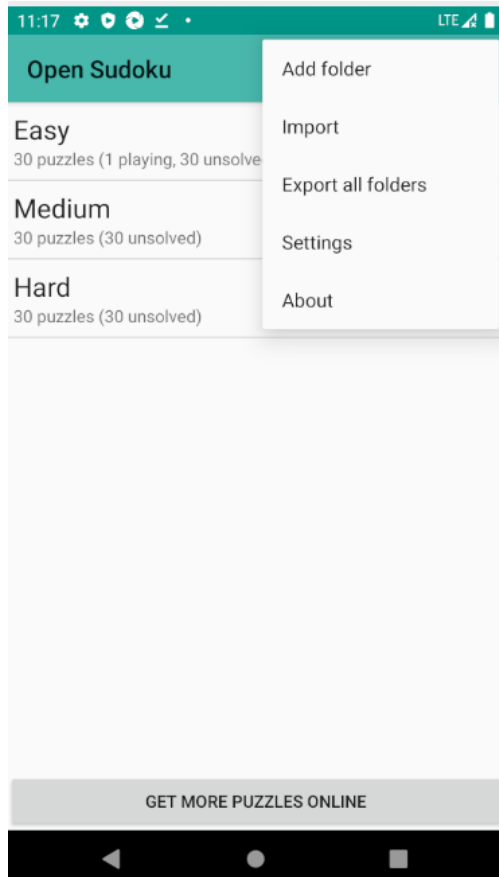 11:17
LTE
Open Sudoku
Add folder
Import
Export all folders
Settings
About
Easy
30 puzzles (1 playing, 30 unsolve
Medium
30 puzzles (30 unsolved)
Hard
30 puzzles (30 unsolved)
GET MORE PUZZLES ONLINE